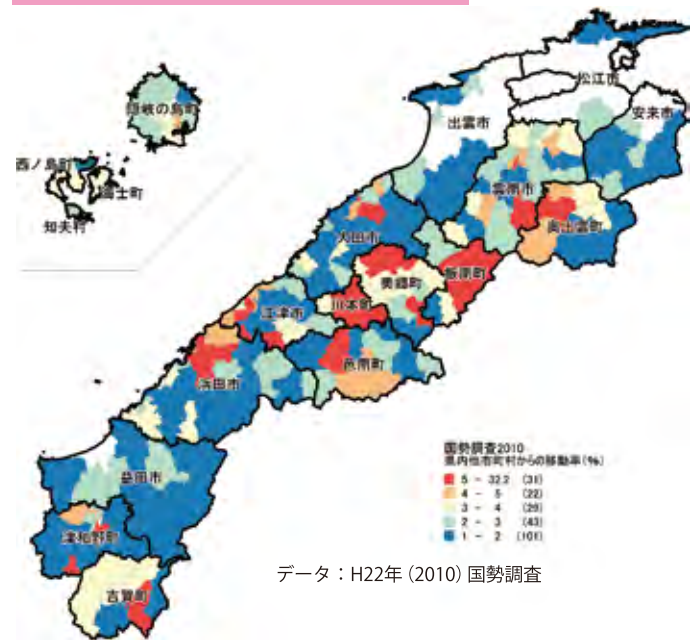 松江市
安来市
出雲市
隠岐の島町
西ノ島町
海士町
知夫村
雲南市
奥出雲町
大田市
飯南町
美郷町
川本町
江津市
邑南町
浜田市
益田市
津和野町
吉賀町
国勢調査2010
県内他市町村からの移動率(%)
5 - 32.2 (31)
4 - 5 (22)
3 - 4 (29)
2 - 3 (43)
1 - 2 (101)
データ:H22年 (2010) 国勢調査